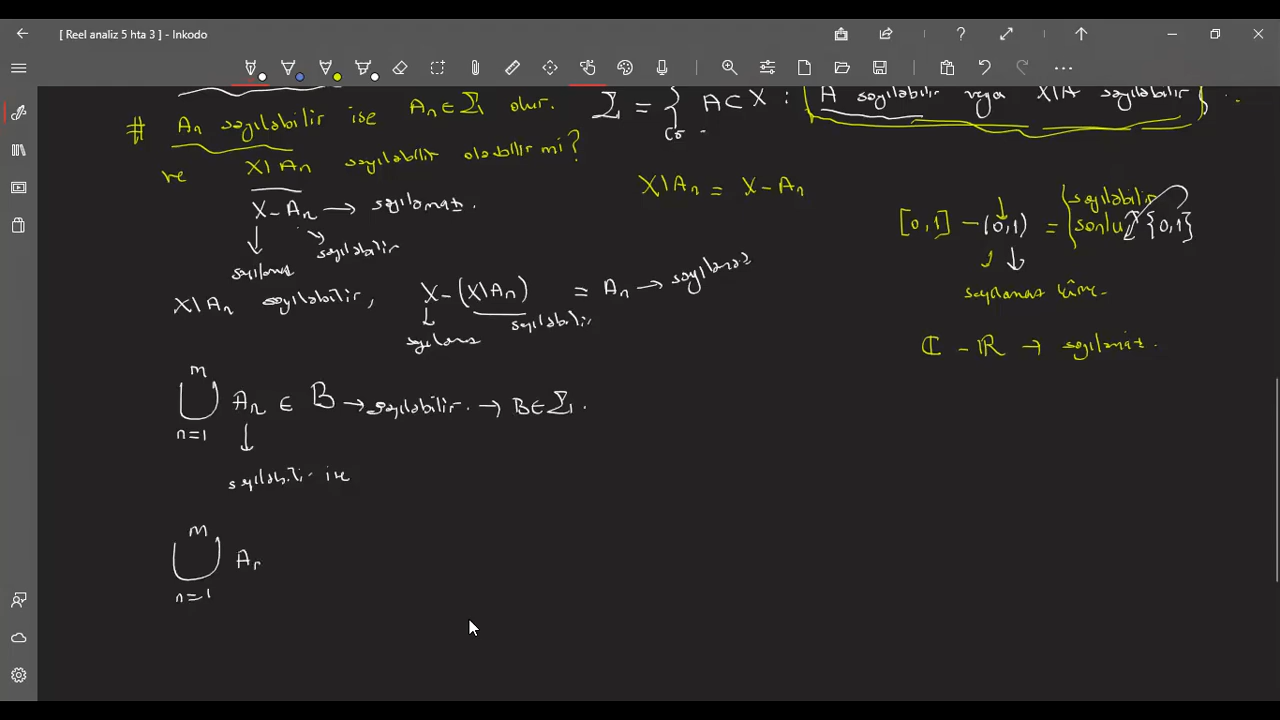 [ Reel analiz 5 hta 3 ] - Inkodo
# An sayılabilir ise An ∈ Σ olur.
ve X\An sayılabilir olabilir mi?
Σ = { A ⊂ X : A sayılabilir veya X\A sayılabilir }
X - An → sayılamaz.
sayılamaz sayılabilir
X\An = X - An
[0,1] - (0,1) = sayılabilir sonlu {0,1}
sayılamaz küme.
ℂ - ℝ → sayılamaz.
X\An sayılabilir, X - (X\An) = An → sayılamaz
sayılamaz sayılabilir
m
⋃ An ∈ B → sayılabilir. → B ∈ Σ.
n=1
sayılabilir ise
m
⋃ An
n=1